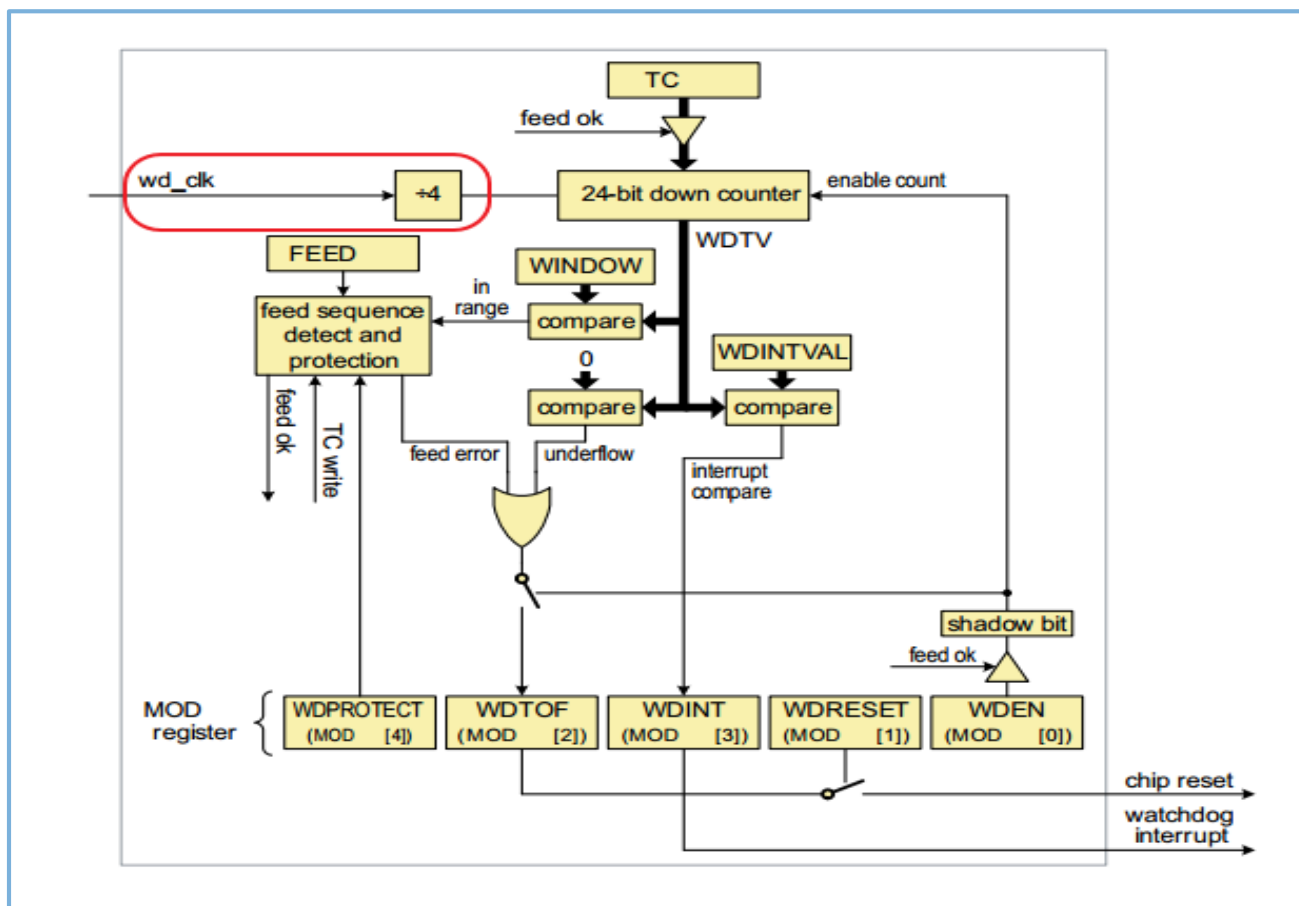 TC
feed ok
wd_clk
÷4
24-bit down counter
enable count
WDTV
FEED
WINDOW
in
range
feed sequence
detect and
protection
compare
WDINTVAL
0
compare
compare
feed ok
TC write
feed error
underflow
interrupt
compare
shadow bit
feed ok
MOD
register
WDPROTECT
(MOD [4])
WDTOF
(MOD [2])
WDINT
(MOD [3])
WDRESET
(MOD [1])
WDEN
(MOD [0])
chip reset
watchdog
interrupt